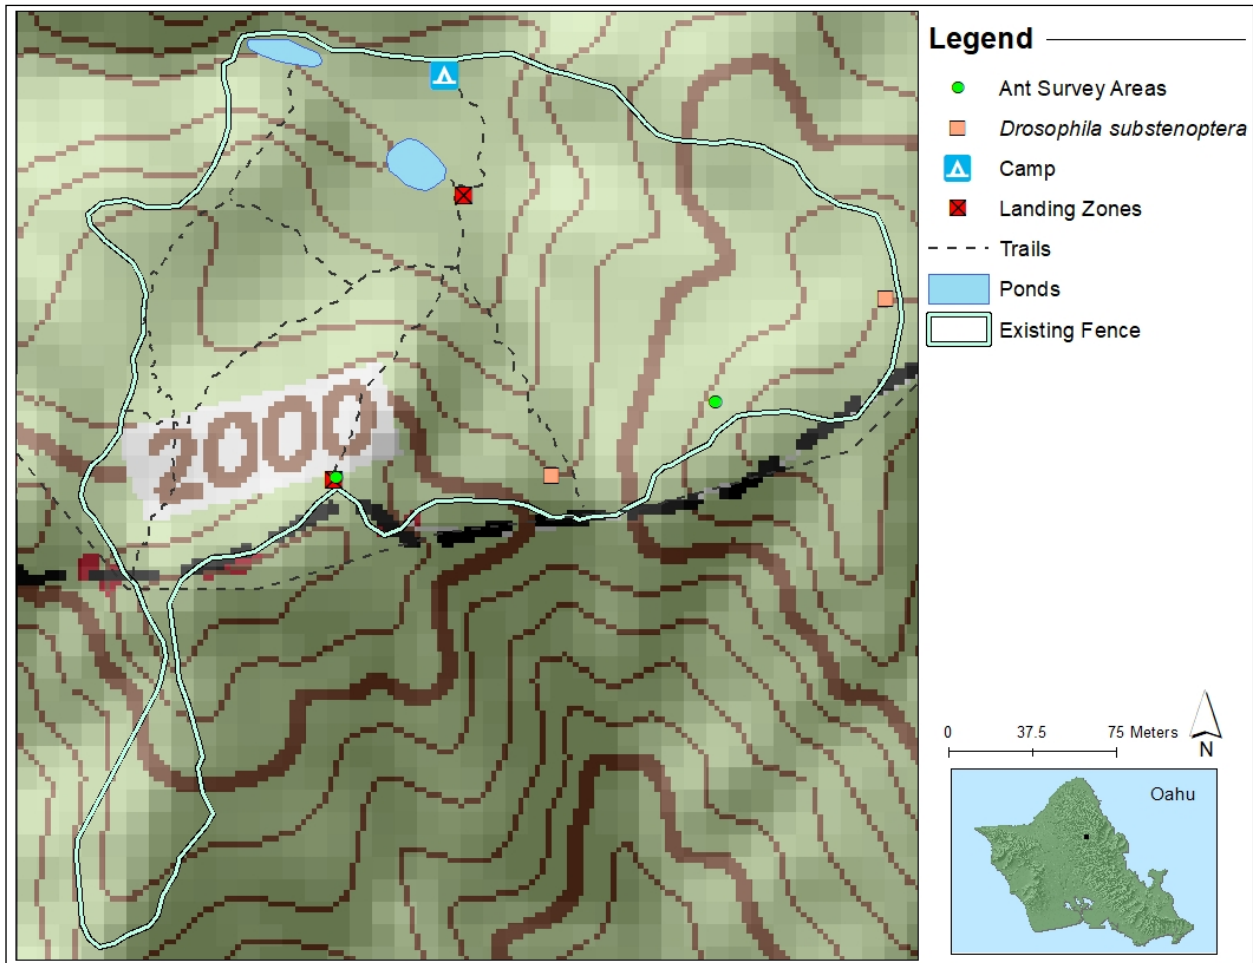 Legend
Ant Survey Areas
Drosophila substenoptera
Camp
Landing Zones
Trails
Ponds
Existing Fence
2000
0 37.5 75 Meters
N
Oahu